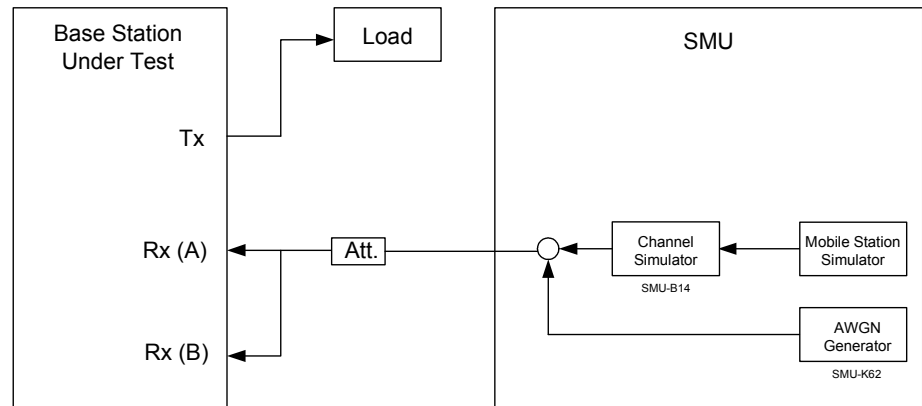 Base Station
Under Test
Load
SMU
Tx
Rx (A)
Att.
Channel
Simulator
SMU-B14
Mobile Station
Simulator
Rx (B)
AWGN
Generator
SMU-K62